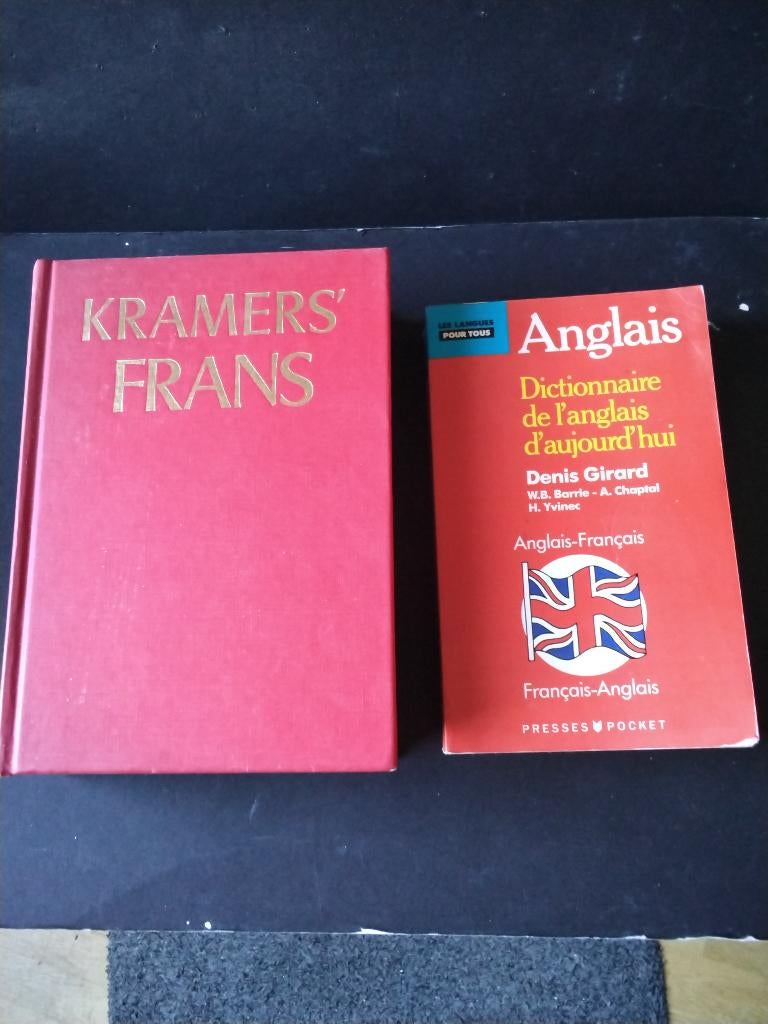 KRAMERS'
FRANS
LES LANGUES
POUR TOUS
Anglais
Dictionnaire
de l'anglais
d'aujourd'hui
Denis Girard
W.B. Barrie - A. Chaptal
H. Yvinec
Anglais-Français
Français-Anglais
PRESSES POCKET